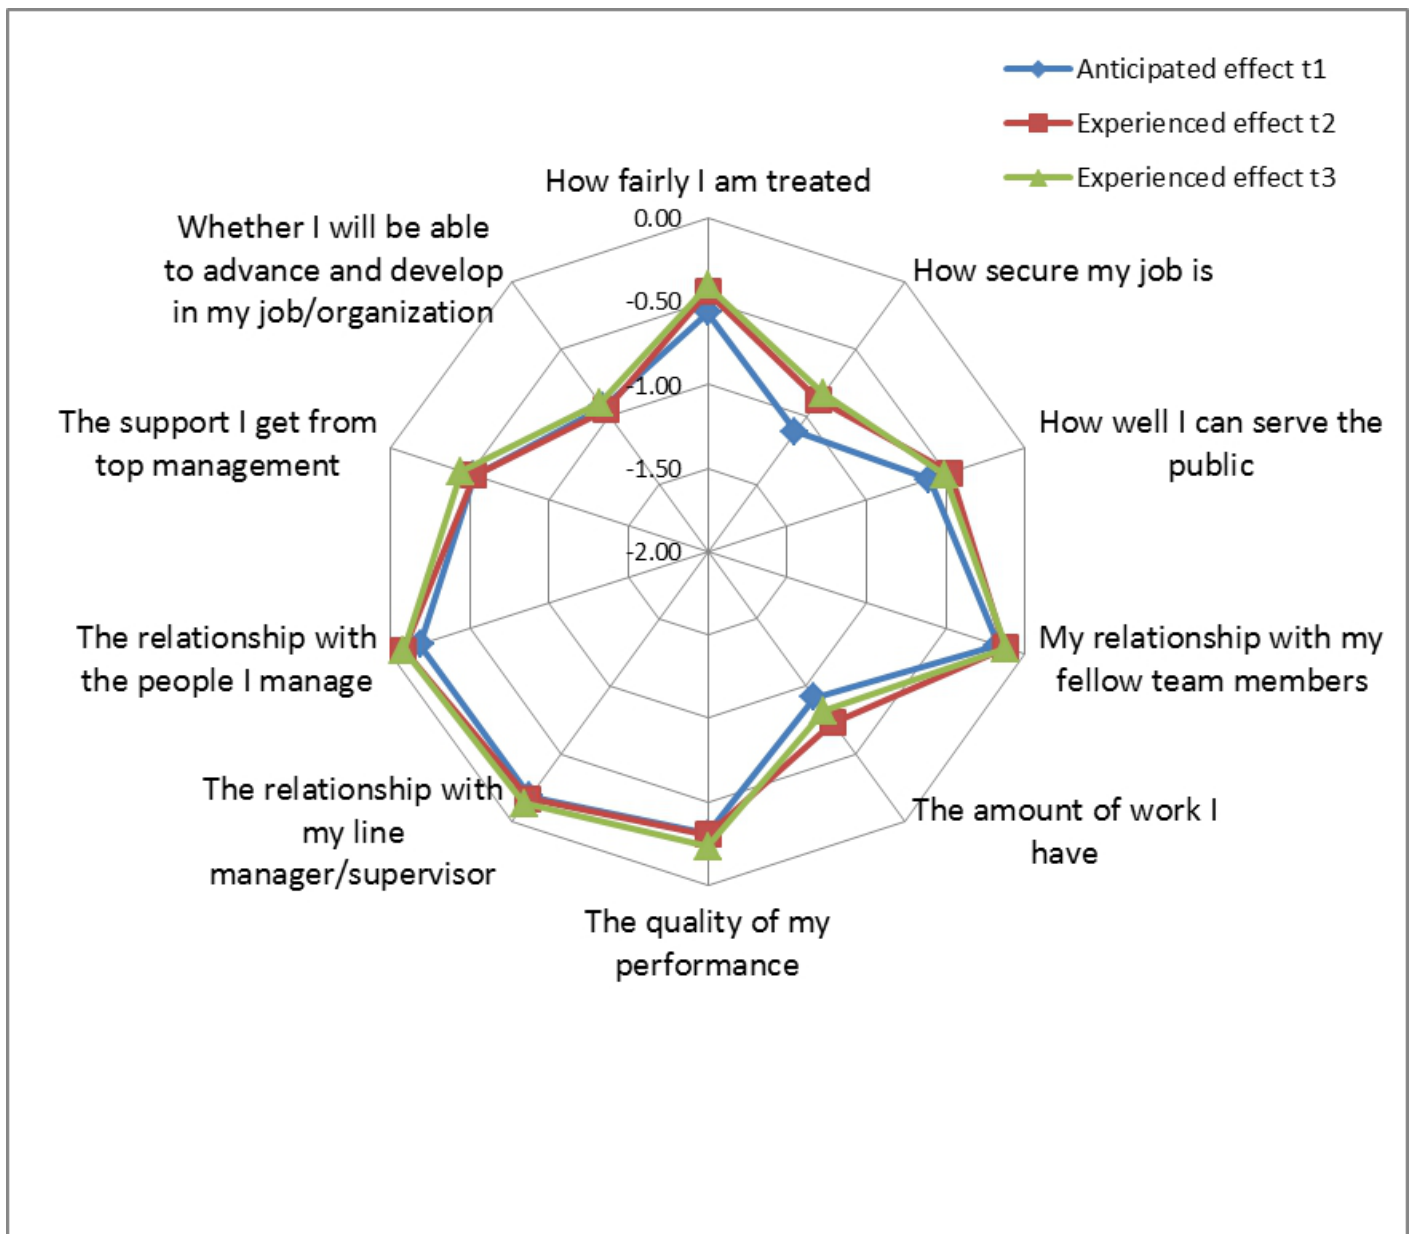 Anticipated effect t1
Experienced effect t2
Experienced effect t3
How fairly I am treated
0.00
-0.50
-1.00
-1.50
-2.00
How secure my job is
How well I can serve the
public
My relationship with my
fellow team members
The amount of work I
have
The quality of my
performance
The relationship with
my line
manager/supervisor
The relationship with
the people I manage
The support I get from
top management
Whether I will be able
to advance and develop
in my job/organization